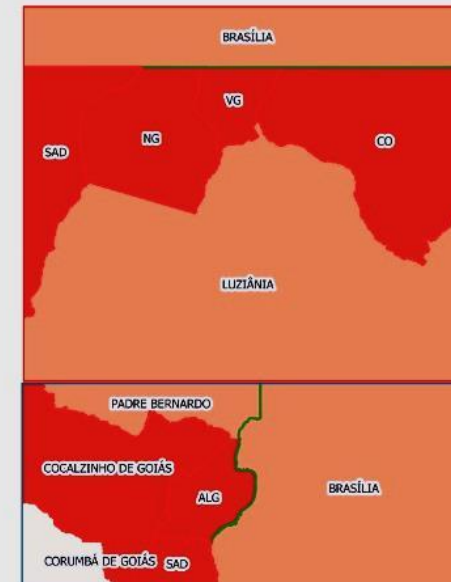 BRASÍLIA
VG
SAD
NG
CO
LUZIÂNIA
PADRE BERNARDO
COCALZINHO DE GOIÁS
BRASÍLIA
ALG
CORUMBÁ DE GOIÁS
SAD